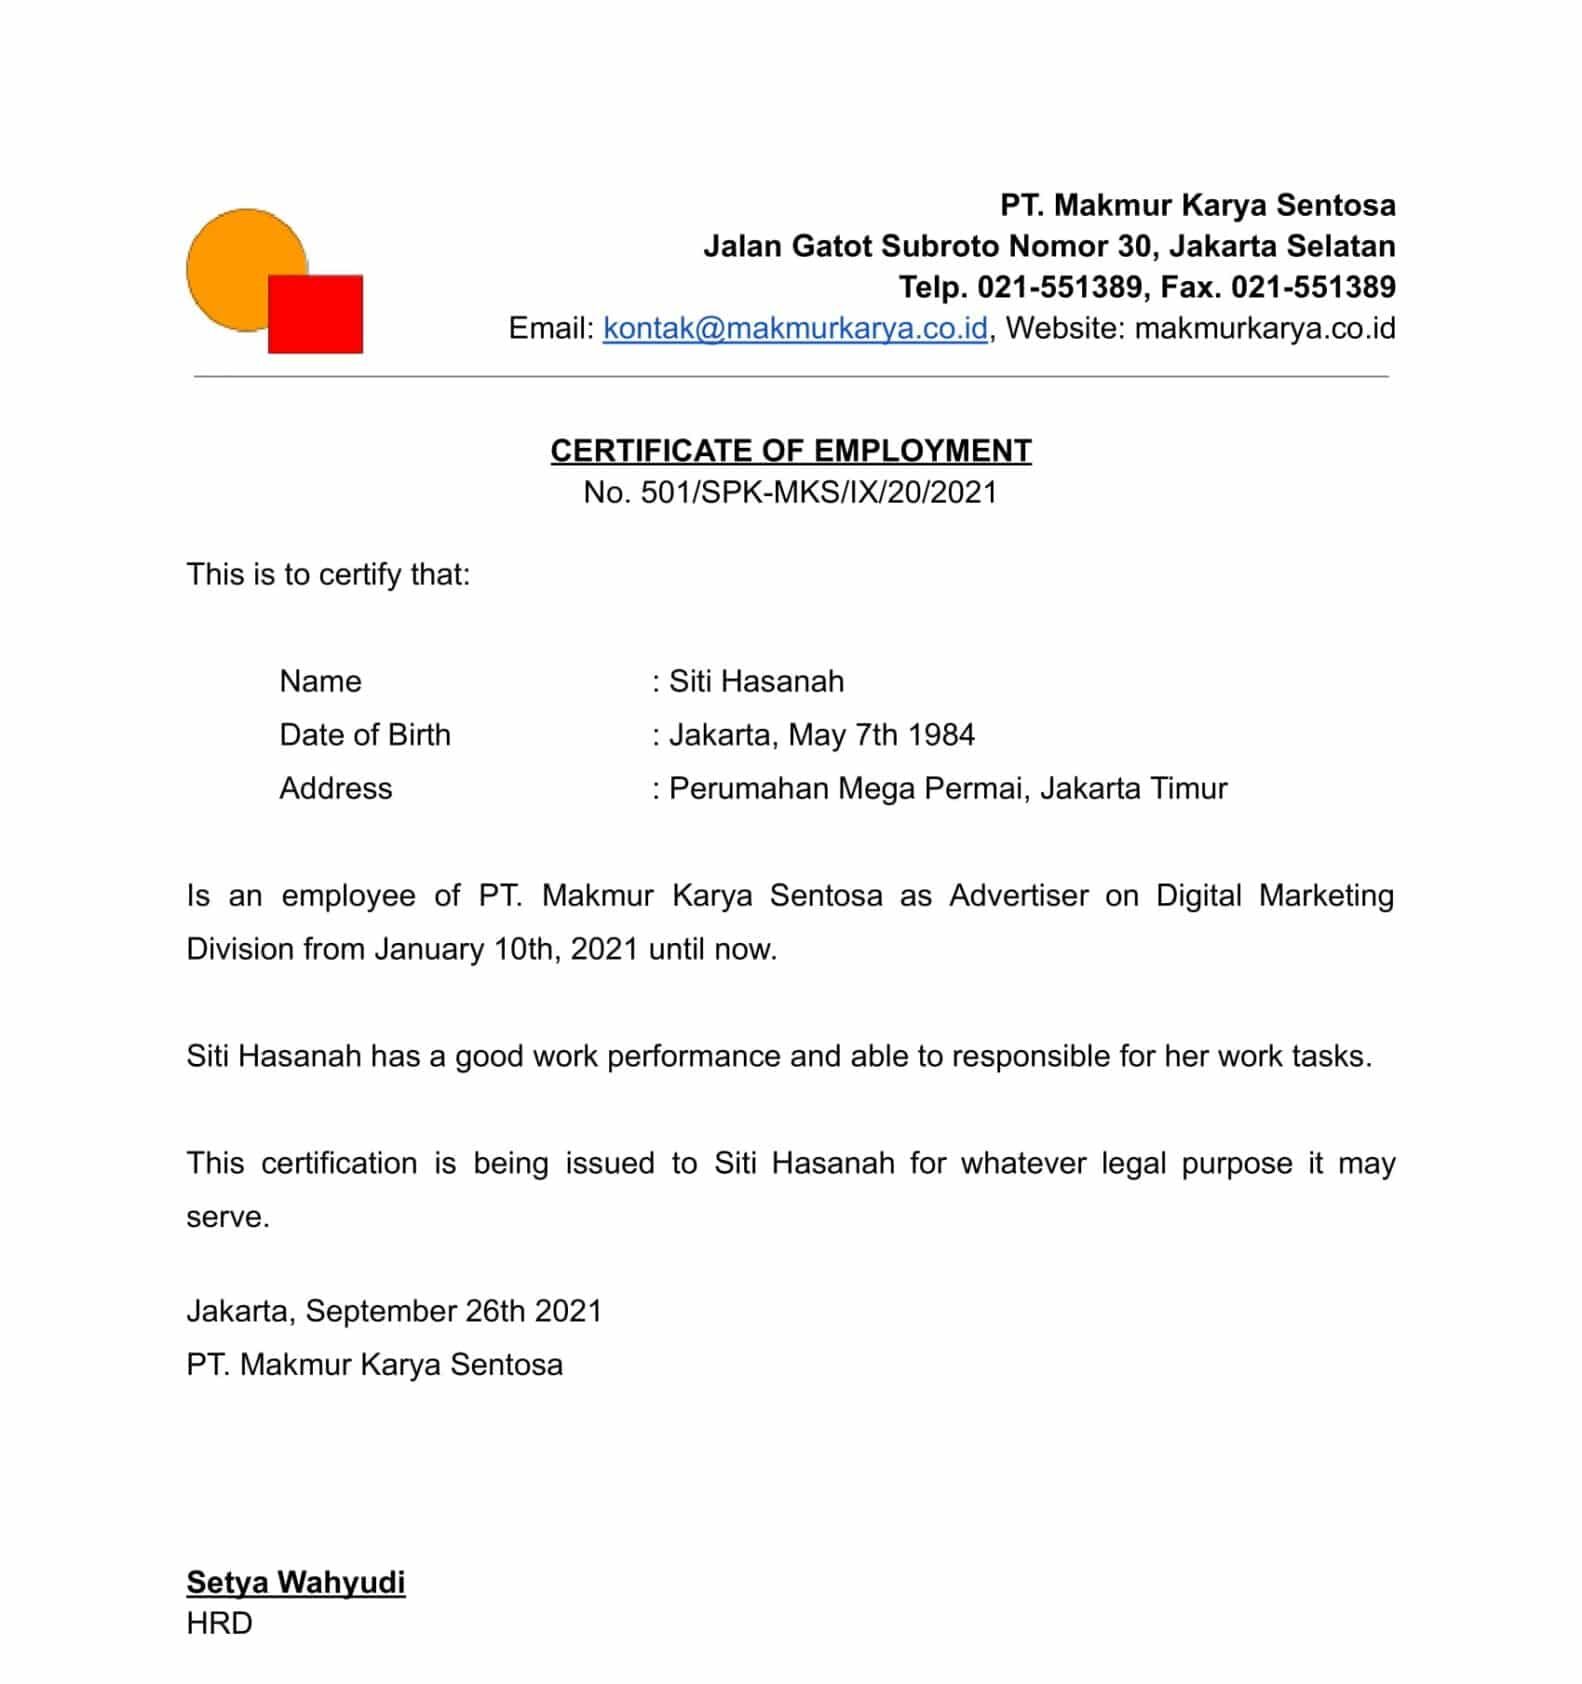 PT. Makmur Karya Sentosa
Jalan Gatot Subroto Nomor 30, Jakarta Selatan
Telp. 021-551389, Fax. 021-551389
Email: kontak@makmurkarya.co.id, Website: makmurkarya.co.id
CERTIFICATE OF EMPLOYMENT
No. 501/SPK-MKS/IX/20/2021
This is to certify that:
Name : Siti Hasanah
Date of Birth : Jakarta, May 7th 1984
Address : Perumahan Mega Permai, Jakarta Timur
Is an employee of PT. Makmur Karya Sentosa as Advertiser on Digital Marketing
Division from January 10th, 2021 until now.
Siti Hasanah has a good work performance and able to responsible for her work tasks.
This certification is being issued to Siti Hasanah for whatever legal purpose it may
serve.
Jakarta, September 26th 2021
PT. Makmur Karya Sentosa
Setya Wahyudi
HRD